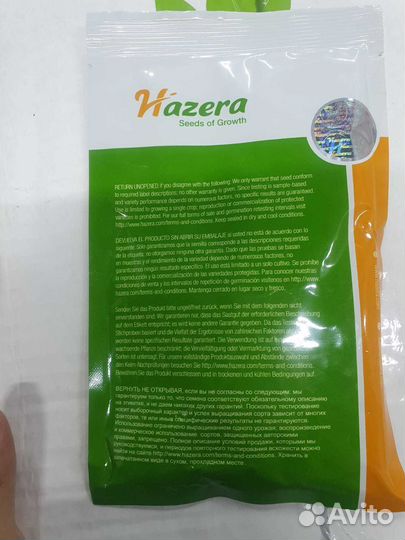 Hazera
Seeds of Growth
RETURN UNOPENED, if you disagree with the following: We only warrant that seed conform
to required label descriptions; no other warranty is given. Since testing is sample-based
and variety performance depends on numerous factors, no specific results are guaranteed.
Use is limited to growing a single crop; reproduction or commercialization of protected
varieties is prohibited. For our full terms of sale and germination retesting intervals visit
http://www.hazera.com/terms-and-conditions. Keep sealed in dry and cool conditions.
DEVUELVA EL PRODUCTO SIN ABRIR SU EMBALAJE si usted no está de acuerdo con lo
siguiente: Solo garantizamos que la semilla corresponde a las descripciones requeridas
de la etiqueta; no otorgamos ninguna otra garantía. Dado que las pruebas se basan
en muestras y el rendimiento de la variedad depende de numerosos factores, no
garantizamos ningún resultado específico. El uso está limitado a un solo cultivo. Se prohíbe
la reproducción y la comercialización de las variedades protegidas. Para conocer nuestras
condiciones de venta y los intervalos de repetición de germinación visítenos en http://www.
hazera.com/terms-and-conditions. Mantenga cerrado en lugar seco y fresco.
Senden Sie das Produkt bitte ungeöffnet zurück, wenn Sie mit dem folgenden nicht
einverstanden sind: Wir garantieren nur, dass das Saatgut der erforderlichen Beschreibung
auf dem Etikett entspricht; es wird keine andere Garantie gegeben. Da das Testen auf
Stichproben basiert und die Vielfalt der Ergebnisse von zahlreichen Faktoren abhängt,
werden keine spezifischen Resultate garantiert. Die Verwendung ist auf
wachsende Pflanze beschränkt; die Vervielfältigung oder Vermarktung von geschützten
Sorten ist untersagt. Für unsere vollständige Produktauswahl und Abstände zwischen
den Keim-Nachprüfungen besuchen Sie http://www.hazera.com/terms-and-conditions.
Bewahren Sie das Produkt verschlossen und in trockenen und kühlen Bedingungen auf.
ВЕРНУТЬ НЕ ОТКРЫВАЯ, если вы не согласны со следующим: мы
гарантируем только то, что семена соответствуют обязательному описанию
на этикетке, и не даем никаких других гарантий. Поскольку тестирование
носит выборочный характер и успех выращивания сорта зависит от многих
факторов, те или иные специфические результаты не гарантируются.
Использование ограничено выращиванием одного урожая; воспроизведение
и коммерческое использование сортов, защищенных авторскими
правами, запрещено. Полное описание условий продажи, которыми мы
руководствуемся, и периодов повторного тестирования всхожести можно
найти на сайте http://www.hazera.com/terms-and-conditions. Хранить в
запечатанном виде в сухом, прохладном месте.
Avito